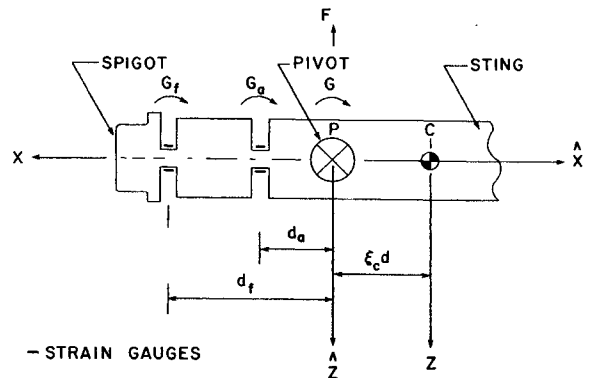 F
SPIGOT
PIVOT
STING
G_f
G_a
G
P
C
X
X̂
d_a
ξ_c d
d_f
— STRAIN GAUGES
Ẑ
Z